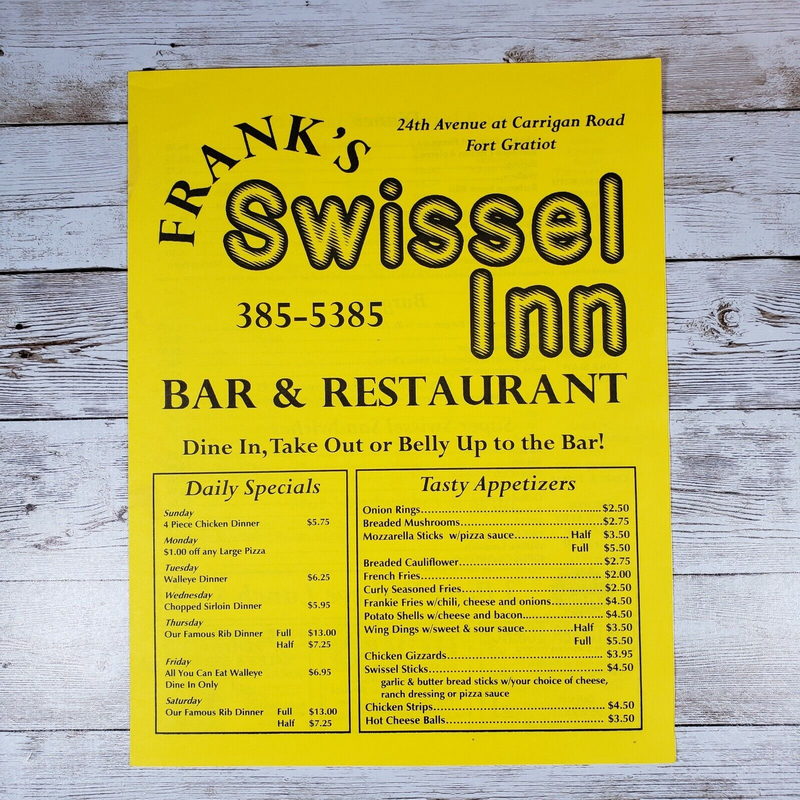 FRANK'S
24th Avenue at Carrigan Road
Fort Gratiot
Swissel
Inn
385-5385
BAR & RESTAURANT
Dine In, Take Out or Belly Up to the Bar!
Daily Specials
Sunday
4 Piece Chicken Dinner $5.75
Monday
$1.00 off any Large Pizza
Tuesday
Walleye Dinner $6.25
Wednesday
Chopped Sirloin Dinner $5.95
Thursday
Our Famous Rib Dinner Full $13.00
Half $7.25
Friday
All You Can Eat Walleye $6.95
Dine In Only
Saturday
Our Famous Rib Dinner Full $13.00
Half $7.25
Tasty Appetizers
Onion Rings $2.50
Breaded Mushrooms $2.75
Mozzarella Sticks w/pizza sauce Half $3.50
Full $5.50
Breaded Cauliflower $2.75
French Fries $2.00
Curly Seasoned Fries $2.50
Frankie Fries w/chili, cheese and onions $4.50
Potato Shells w/cheese and bacon $4.50
Wing Dings w/sweet & sour sauce Half $3.50
Full $5.50
Chicken Gizzards $3.95
Swissel Sticks $4.50
garlic & butter bread sticks w/your choice of cheese,
ranch dressing or pizza sauce
Chicken Strips $4.50
Hot Cheese Balls $3.50